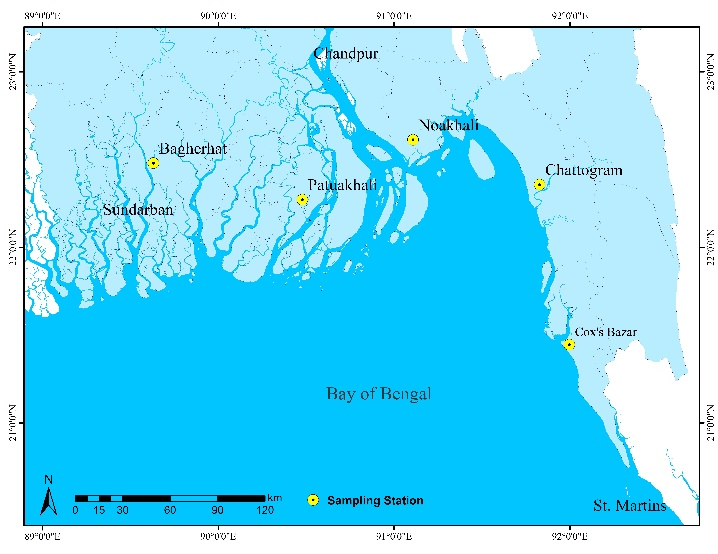 89°0'0"E 90°0'0"E 91°0'0"E 92°0'0"E
Chandpur
23°0'0"N 23°0'0"N
Noakhali
Bagherhat
Chattogram
Patuakhali
Sundarban
22°0'0"N 22°0'0"N
Cox's Bazar
Bay of Bengal
21°0'0"N 21°0'0"N
N
km
Sampling Station
St. Martins
0 15 30 60 90 120
89°0'0"E 90°0'0"E 91°0'0"E 92°0'0"E